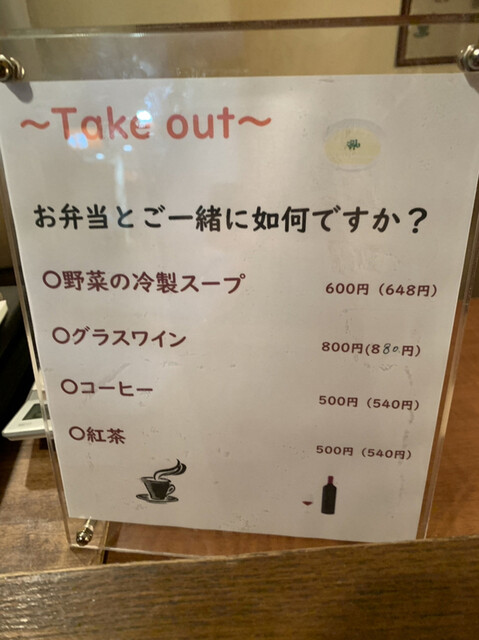 〜Take out〜
お弁当とご一緒に如何ですか？
〇野菜の冷製スープ 600円（648円）
〇グラスワイン 800円(880円)
〇コーヒー 500円（540円）
〇紅茶 500円（540円）